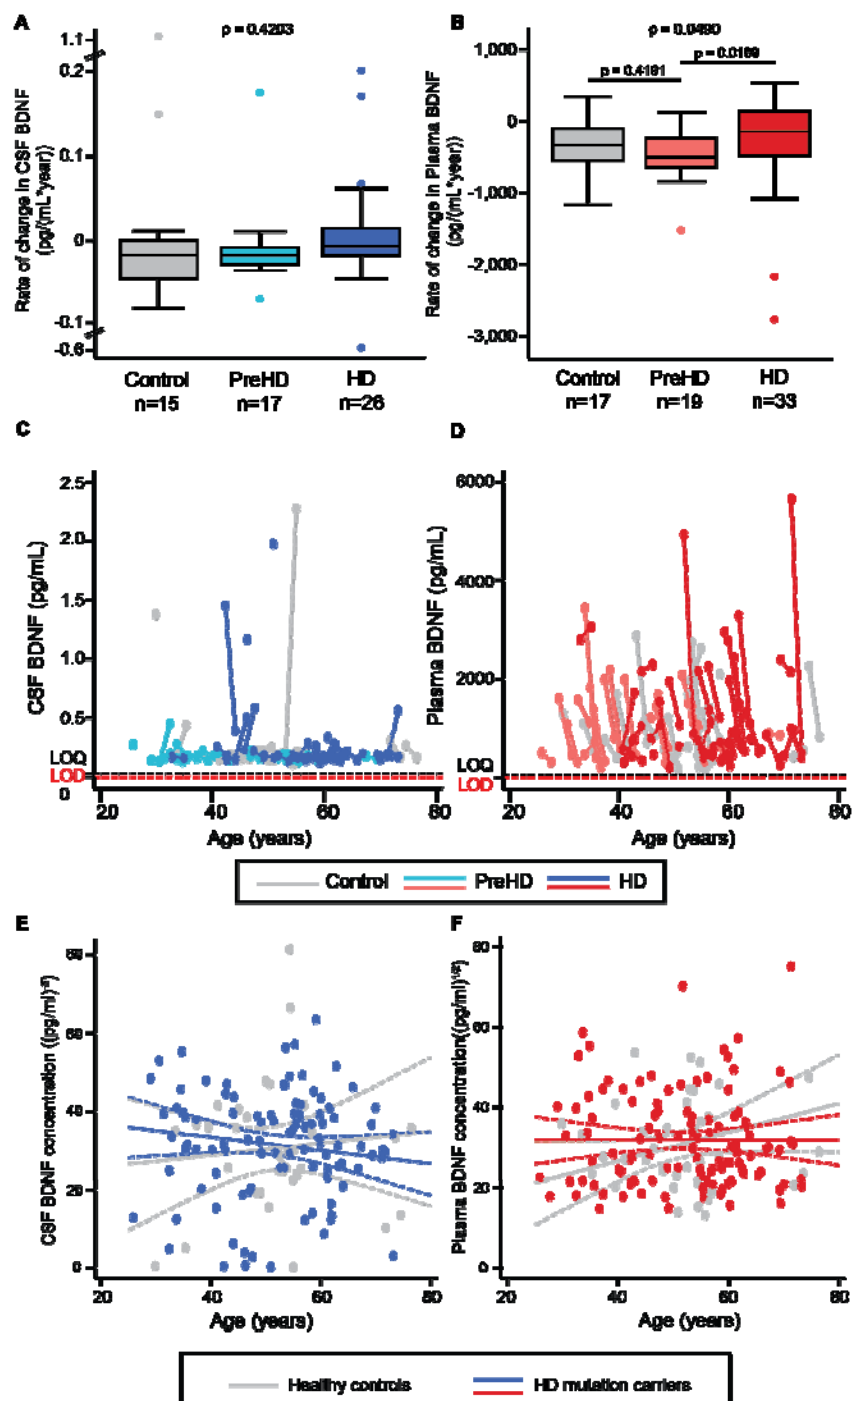 A
p = 0.4203
1.1
0.2
0.1
0
-0.1
-0.6
Rate of change in CSF BDNF
(pg/(mL*year))
Control
n=15
PreHD
n=17
HD
n=26
B
p = 0.0490
p = 0.0169
p = 0.4191
1,000
0
-1,000
-2,000
-3,000
Rate of change in Plasma BDNF
(pg/(mL*year))
Control
n=17
PreHD
n=19
HD
n=33
C
2.5
2.0
1.5
1.0
0.5
LOQ
LOD
0
CSF BDNF (pg/mL)
20 40 60 80
Age (years)
D
6000
4000
2000
LOQ
LOD
Plasma BDNF (pg/mL)
20 40 60 80
Age (years)
Control PreHD HD
E
80
60
40
20
0
CSF BDNF concentration
20 40 60 80
Age (years)
F
80
60
40
20
0
Plasma BDNF concentration((pg/ml)
20 40 60 80
Age (years)
Healthy controls HD mutation carriers